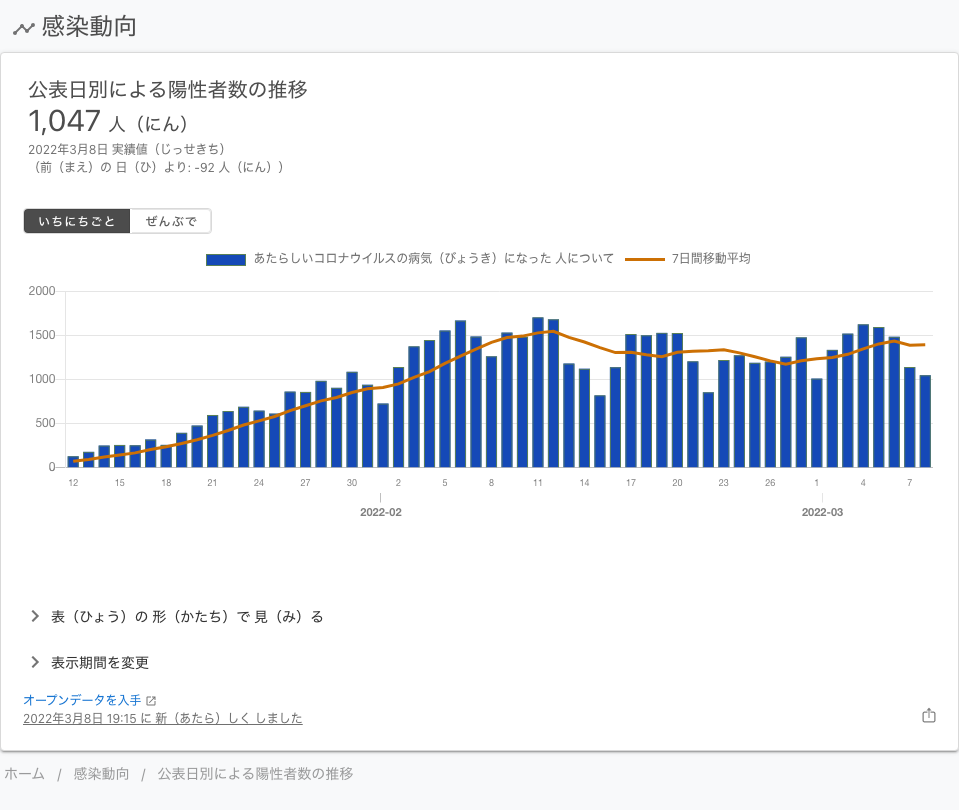 感染動向
公表日別による陽性者数の推移
1,047 人（にん）
2022年3月8日 実績値（じっせきち）
（前（まえ）の 日（ひ）より: -92 人（にん））
いちにちごと ぜんぶで
あたらしいコロナウイルスの病気（びょうき）になった 人について 7日間移動平均
2000
1500
1000
500
0
12 15 18 21 24 27 30 2 5 8 11 14 17 20 23 26 1 4 7
2022-02 2022-03
表（ひょう）の 形（かたち）で 見（み）る
表示期間を変更
オープンデータを入手
2022年3月8日 19:15 に 新（あたら）しく しました
ホーム / 感染動向 / 公表日別による陽性者数の推移